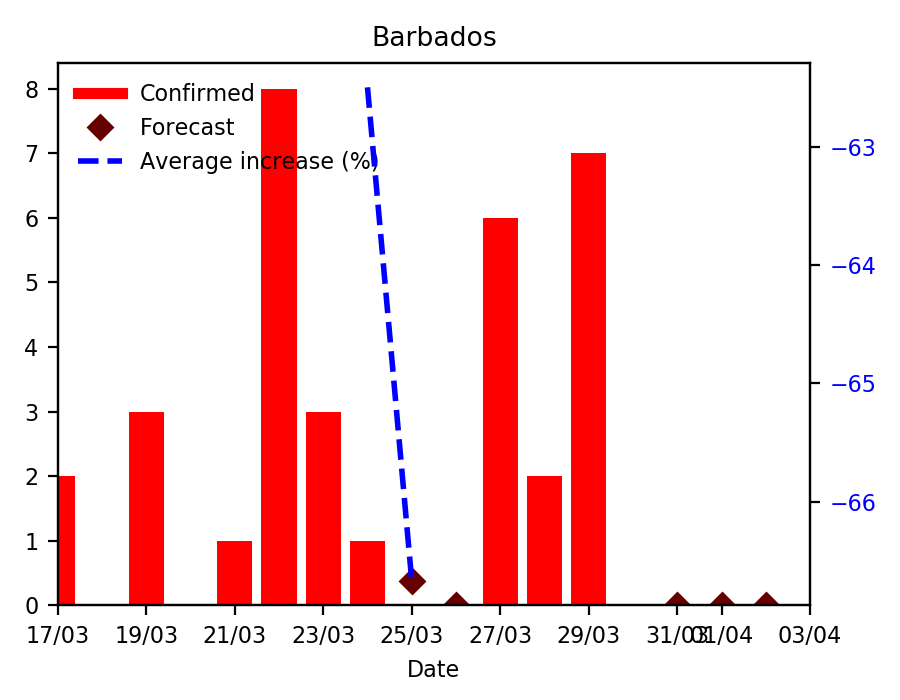 Barbados
Confirmed
Forecast
Average increase (%)
8
7
6
5
4
3
2
1
0
−63
−64
−65
−66
17/03 19/03 21/03 23/03 25/03 27/03 29/03 31/03 01/04 03/04
Date